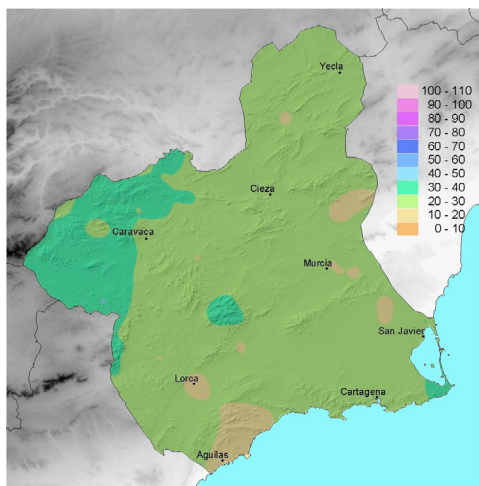 Yecla
100 - 110
90 - 100
80 - 90
70 - 80
60 - 70
50 - 60
40 - 50
30 - 40
20 - 30
10 - 20
0 - 10
Cieza
Caravaca
Murcia
San Javier
Lorca
Cartagena
Aguilas